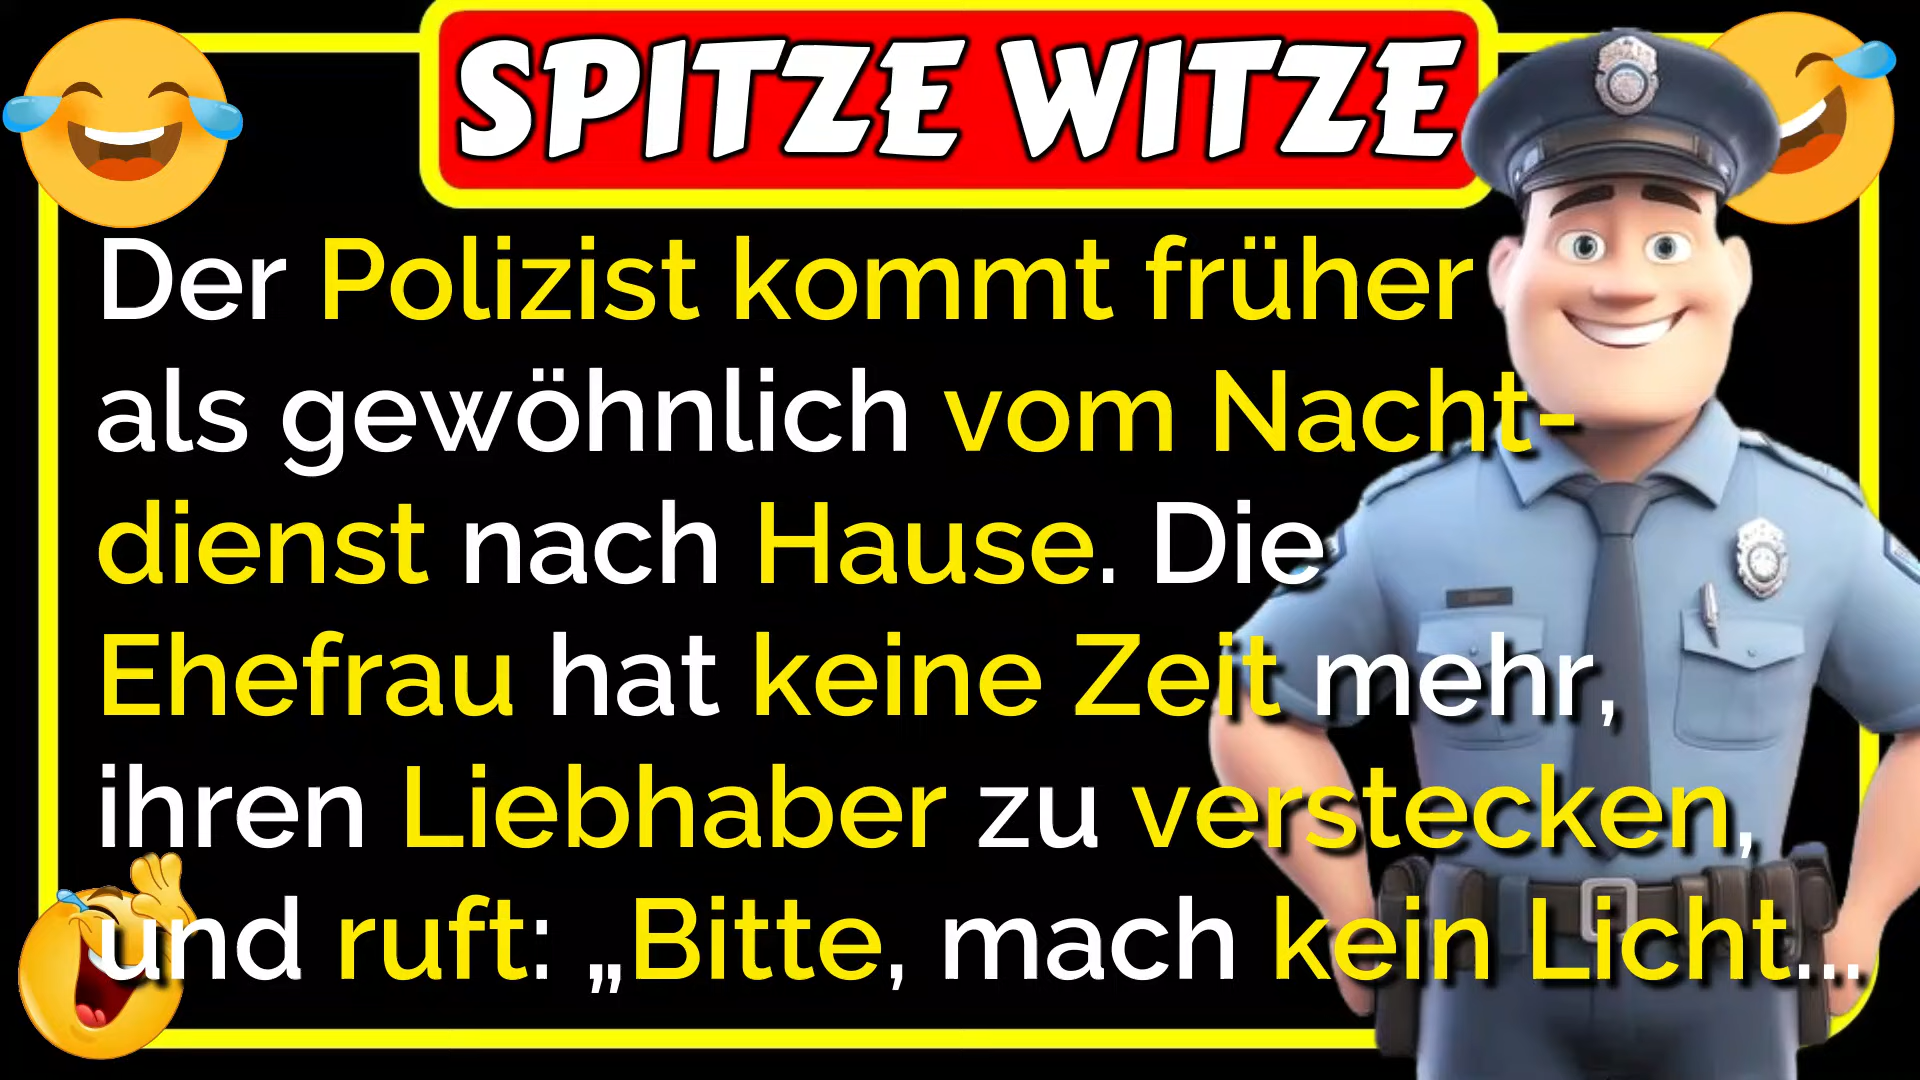 SPITZE WITZE
Der Polizist kommt früher
als gewöhnlich vom Nacht-
dienst nach Hause. Die
Ehefrau hat keine Zeit mehr,
ihren Liebhaber zu verstecken,
und ruft: „Bitte, mach kein Licht...